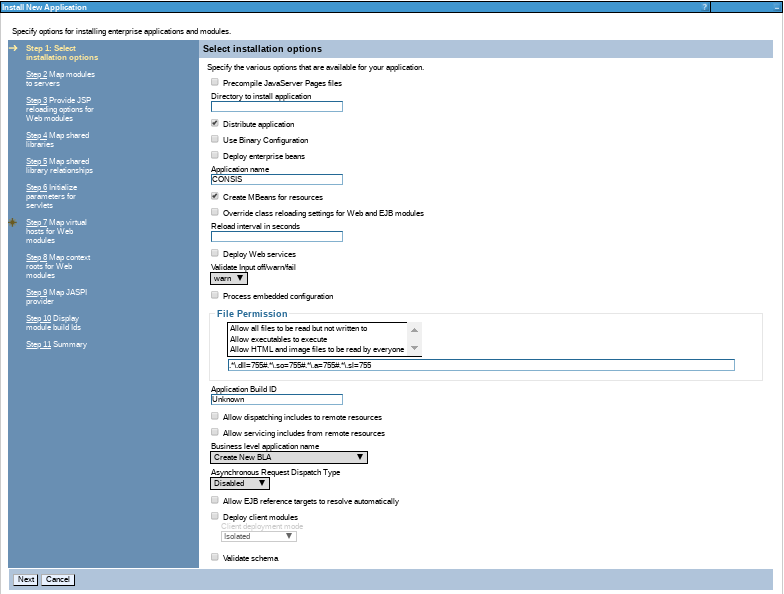 Install New Application ? –
Specify options for installing enterprise applications and modules.
Step 1: Select
installation options
Step 2 Map modules
to servers
Step 3 Provide JSP
reloading options for
Web modules
Step 4 Map shared
libraries
Step 5 Map shared
library relationships
Step 6 Initialize
parameters for
servlets
Step 7 Map virtual
hosts for Web
modules
Step 8 Map context
roots for Web
modules
Step 9 Map JASPI
provider
Step 10 Display
module build Ids
Step 11 Summary
Select installation options
Specify the various options that are available for your application.
Precompile JavaServer Pages files
Directory to install application
Distribute application
Use Binary Configuration
Deploy enterprise beans
Application name
CONSIS
Create MBeans for resources
Override class reloading settings for Web and EJB modules
Reload interval in seconds
Deploy Web services
Validate Input off/warn/fail
warn
Process embedded configuration
File Permission
Allow all files to be read but not written to
Allow executables to execute
Allow HTML and image files to be read by everyone
.*\.dll=755#.*\.so=755#.*\.a=755#.*\.sl=755
Application Build ID
Unknown
Allow dispatching includes to remote resources
Allow servicing includes from remote resources
Business level application name
Create New BLA
Asynchronous Request Dispatch Type
Disabled
Allow EJB reference targets to resolve automatically
Deploy client modules
Client deployment mode
Isolated
Validate schema
Next Cancel